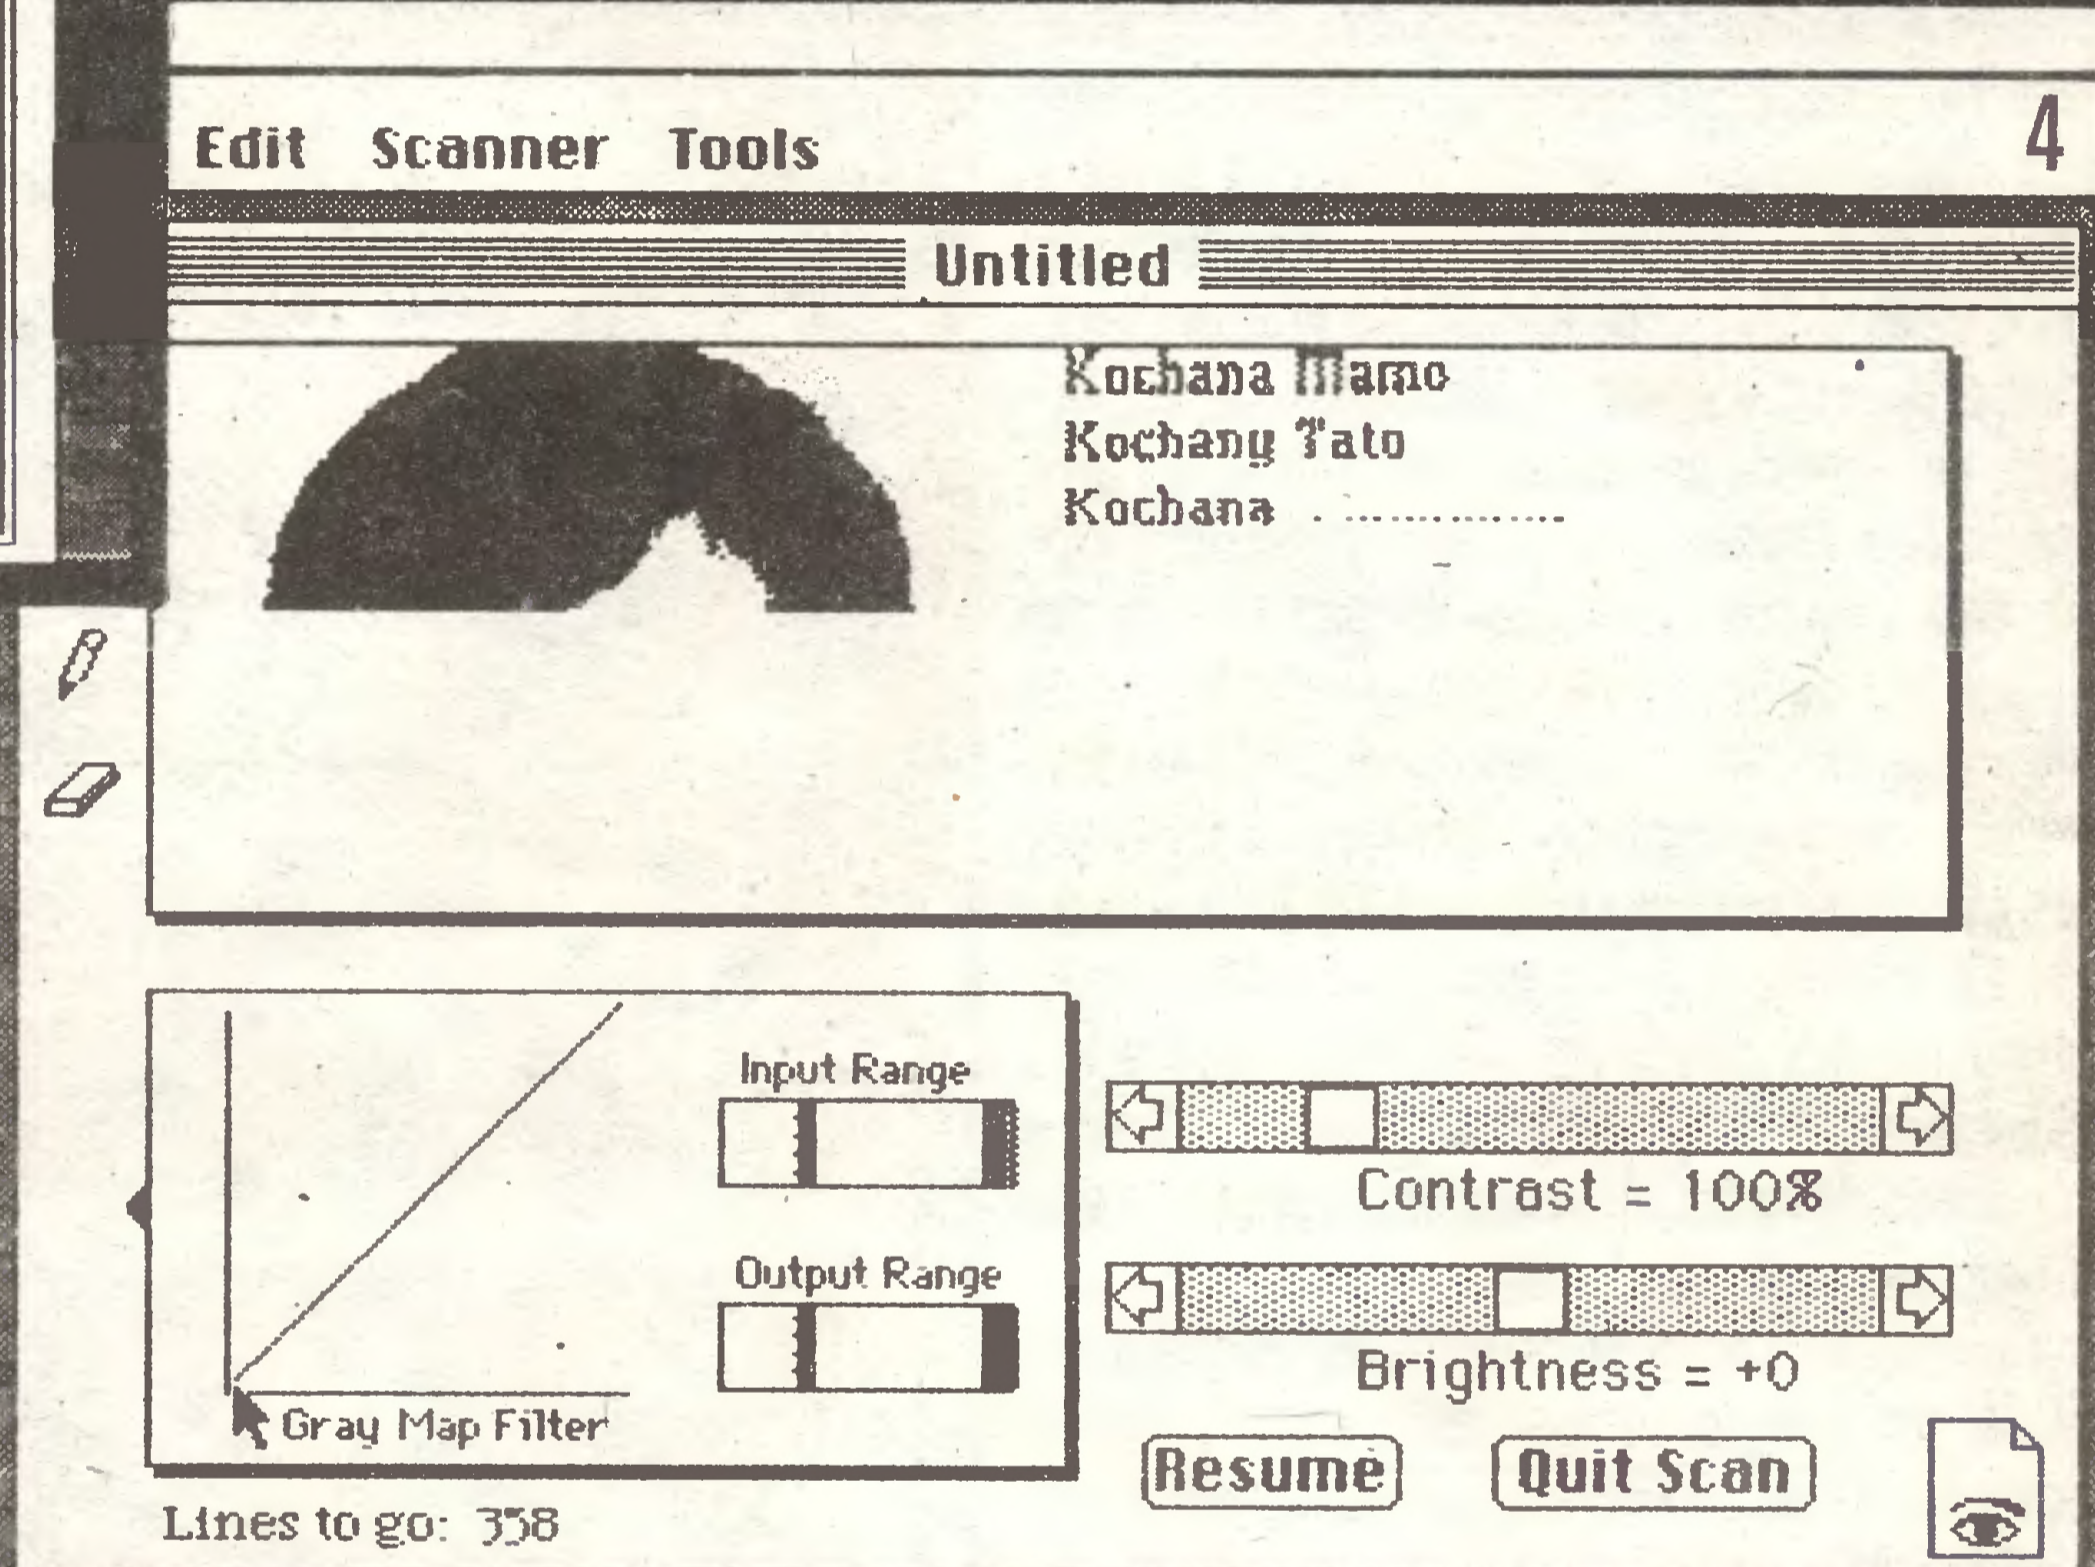 4
Edit Scanner Tools
Untitled
Kochana Mamo
Kochany Tato
Kochana . ...............
Input Range
Output Range
Gray Map Filter
Contrast = 100%
Brightness = +0
Resume
Quit Scan
Lines to go: 358